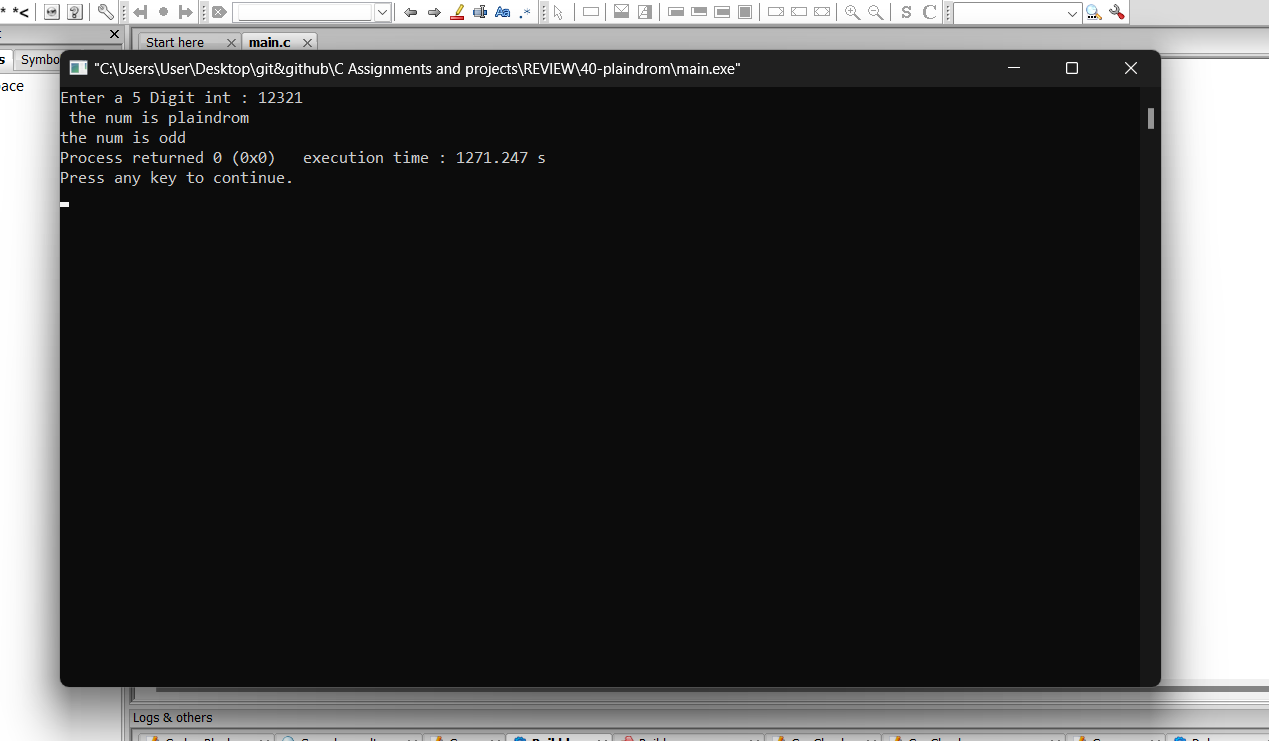 Start here
main.c
Symbo
ace
"C:\Users\User\Desktop\git&github\C Assignments and projects\REVIEW\40-plaindrom\main.exe"
Enter a 5 Digit int : 12321
the num is plaindrom
the num is odd
Process returned 0 (0x0)   execution time : 1271.247 s
Press any key to continue.
Logs & others